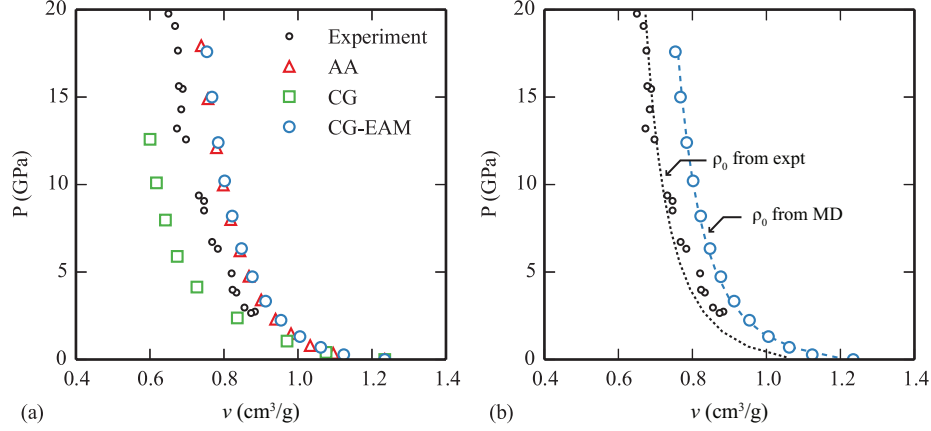 20
15
10
5
0
P (GPa)
Experiment
AA
CG
CG-EAM
0.4 0.6 0.8 1.0 1.2 1.4
(a) v (cm³/g)
20
15
10
5
0
P (GPa)
ρ₀ from expt
ρ₀ from MD
0.4 0.6 0.8 1.0 1.2 1.4
(b) v (cm³/g)